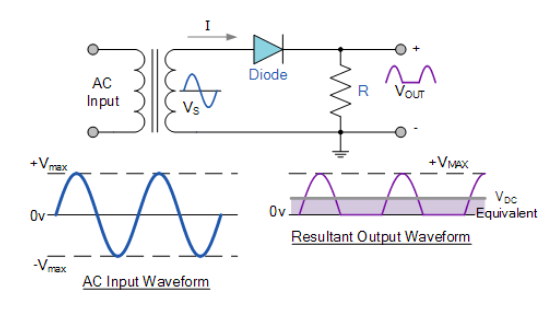 I
+
AC
Input
Diode
R
VOUT
VS
-
+Vmax
0v
-Vmax
AC Input Waveform
+VMAX
0v
VDC
Equivalent
Resultant Output Waveform